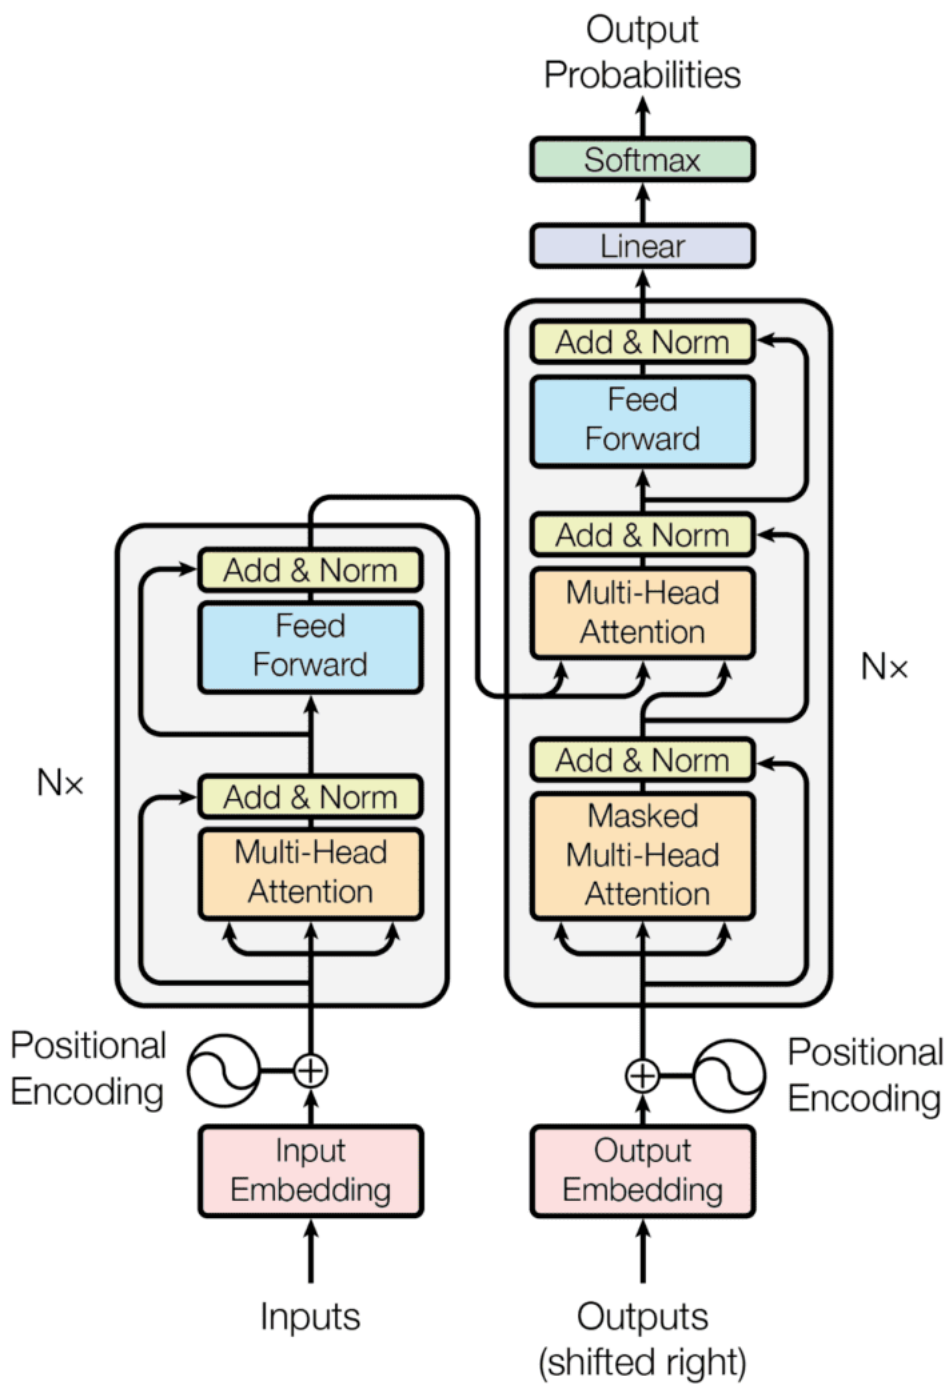 Output
Probabilities
Softmax
Linear
Add & Norm
Feed
Forward
Add & Norm
Multi-Head
Attention
Nx
Add & Norm
Masked
Multi-Head
Attention
Add & Norm
Feed
Forward
N×
Add & Norm
Multi-Head
Attention
Positional
Encoding
Positional
Encoding
Input
Embedding
Output
Embedding
Inputs
Outputs
(shifted right)